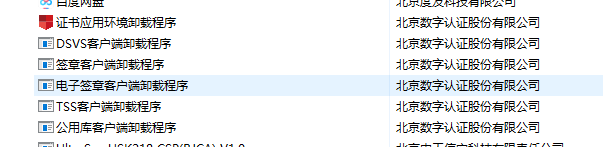 百度网盘 北京度友科技有限公司
证书应用环境卸载程序 北京数字认证股份有限公司
DSVS客户端卸载程序 北京数字认证股份有限公司
签章客户端卸载程序 北京数字认证股份有限公司
电子签章客户端卸载程序 北京数字认证股份有限公司
TSS客户端卸载程序 北京数字认证股份有限公司
公用库客户端卸载程序 北京数字认证股份有限公司